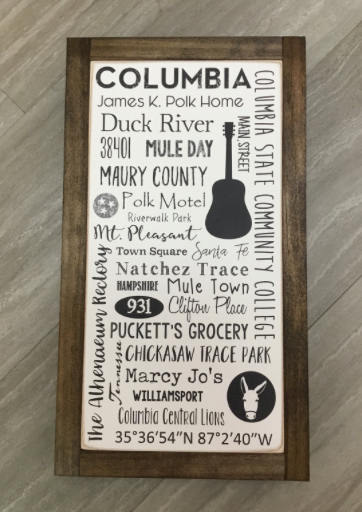 COLUMBIA
James K. Polk Home
Duck River
38401 MULE DAY
MAURY COUNTY
Polk Motel
Riverwalk Park
Mt. Pleasant
Town Square Santa Fe
Natchez Trace
HAMPSHIRE Mule Town
931 Clifton Place
PUCKETT'S GROCERY
CHICKASAW TRACE PARK
Marcy Jo's
WILLIAMSPORT
Columbia Central Lions
35°36'54"N 87°2'40"W
MAIN STREET
COLUMBIA STATE COMMUNITY COLLEGE
The Athenaeum Rectory
Tennessee